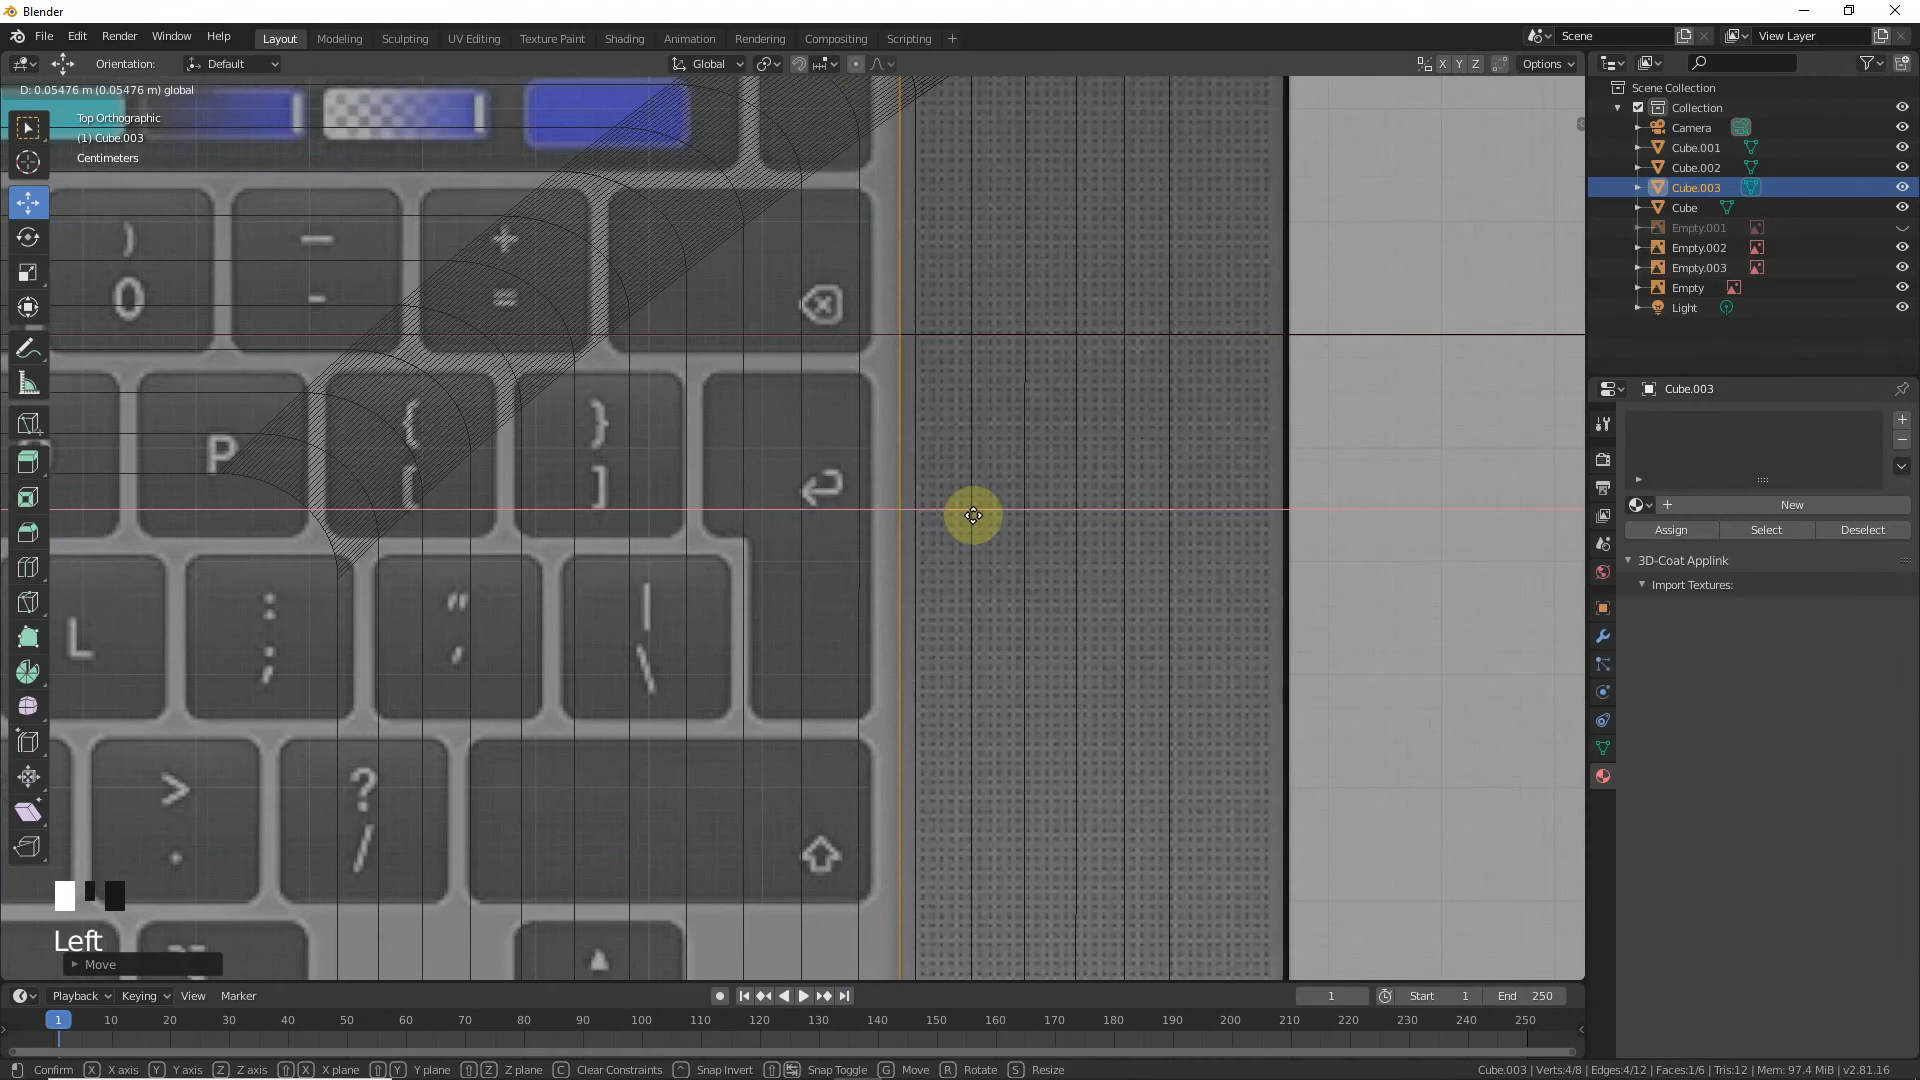 Blender
File Edit Render Window Help
Layout Modeling Sculpting UV Editing Texture Paint Shading Animation Rendering Compositing Scripting +
Scene View Layer
Orientation: Default Global X Y Z Options
D: 0.05476 m (0.05476 m) global
Top Orthographic
(1) Cube.003
Centimeters
Scene Collection
Collection
Camera
Cube.001
Cube.002
Cube.003
Cube
Empty.001
Empty.002
Empty.003
Empty
Light
Cube.003
New
Assign Select Deselect
3D-Coat Applink
Import Textures:
) — +
0 - =
P { }
[ ]
L : " |
; ' \
> ?
. /
Left
Move
Playback Keying View Marker 1 Start 1 End 250
1 10 20 30 40 50 60 70 80 90 100 110 120 130 140 150 160 170 180 190 200 210 220 230 240 250
Confirm X X axis Y Y axis Z Z axis X X plane Y Y plane Z Z plane C Clear Constraints ^ Snap Invert Snap Toggle G Move R Rotate S Resize Cube.003 | Verts:4/8 | Edges:4/12 | Faces:1/6 | Tris:12 | Mem: 97.4 MiB | v2.81.16